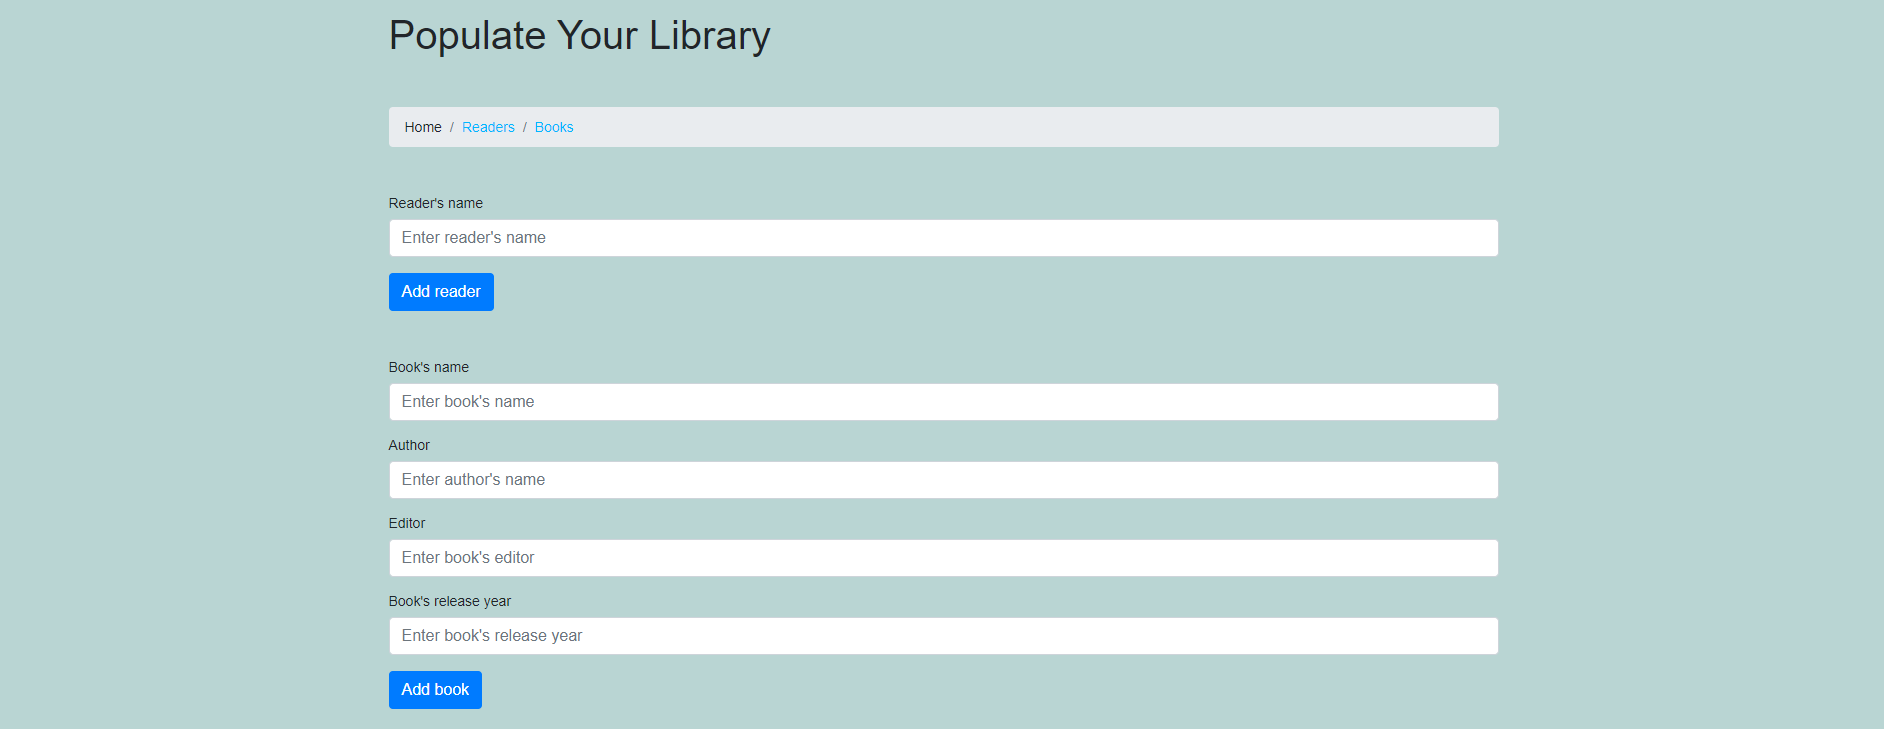 Populate Your Library
Home / Readers / Books
Reader's name
Enter reader's name
Add reader
Book's name
Enter book's name
Author
Enter author's name
Editor
Enter book's editor
Book's release year
Enter book's release year
Add book